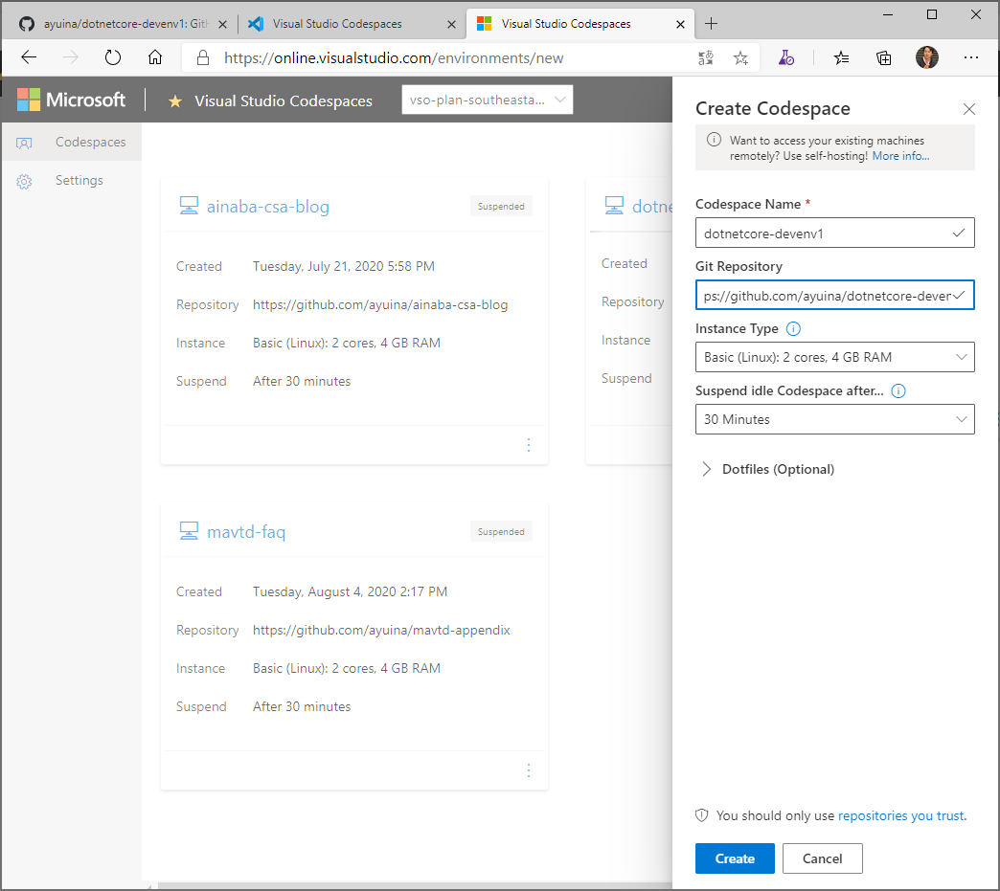 ayuina/dotnetcore-devenv1: Gith
Visual Studio Codespaces
Visual Studio Codespaces
https://online.visualstudio.com/environments/new
Microsoft
Visual Studio Codespaces
vso-plan-southeasta...
Codespaces
Settings
ainaba-csa-blog
Suspended
Created
Tuesday, July 21, 2020 5:58 PM
Repository
https://github.com/ayuina/ainaba-csa-blog
Instance
Basic (Linux): 2 cores, 4 GB RAM
Suspend
After 30 minutes
dotne
Created
Repository
Instance
Suspend
mavtd-faq
Suspended
Created
Tuesday, August 4, 2020 2:17 PM
Repository
https://github.com/ayuina/mavtd-appendix
Instance
Basic (Linux): 2 cores, 4 GB RAM
Suspend
After 30 minutes
Create Codespace
Want to access your existing machines
remotely? Use self-hosting! More info...
Codespace Name *
dotnetcore-devenv1
Git Repository
ps://github.com/ayuina/dotnetcore-deven
Instance Type
Basic (Linux): 2 cores, 4 GB RAM
Suspend idle Codespace after...
30 Minutes
Dotfiles (Optional)
You should only use repositories you trust.
Create
Cancel